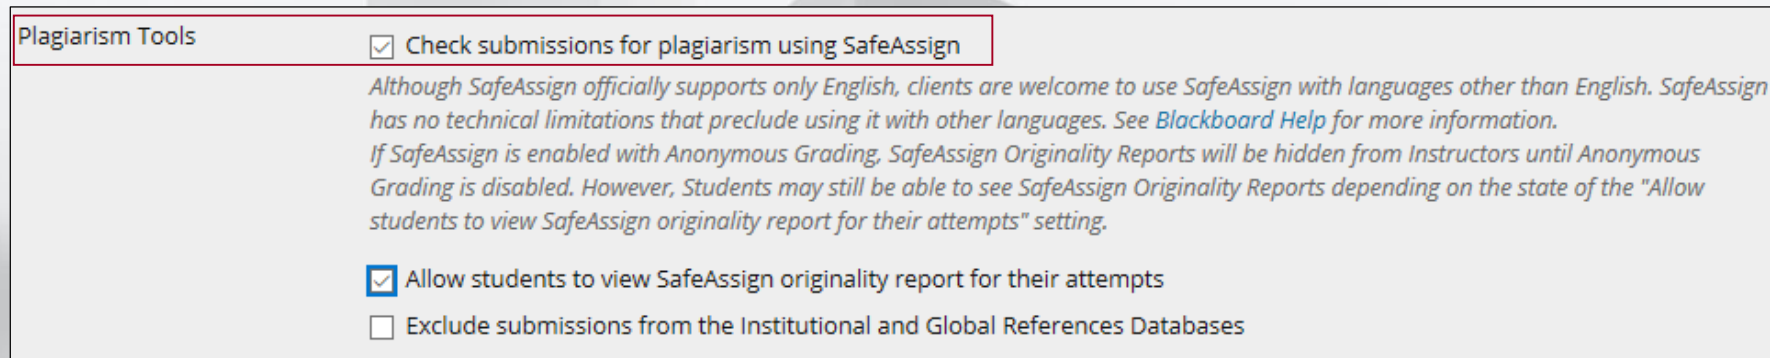 Plagiarism Tools
Check submissions for plagiarism using SafeAssign
Although SafeAssign officially supports only English, clients are welcome to use SafeAssign with languages other than English. SafeAssign
has no technical limitations that preclude using it with other languages. See Blackboard Help for more information.
If SafeAssign is enabled with Anonymous Grading, SafeAssign Originality Reports will be hidden from Instructors until Anonymous
Grading is disabled. However, Students may still be able to see SafeAssign Originality Reports depending on the state of the "Allow
students to view SafeAssign originality report for their attempts" setting.
Allow students to view SafeAssign originality report for their attempts
Exclude submissions from the Institutional and Global References Databases